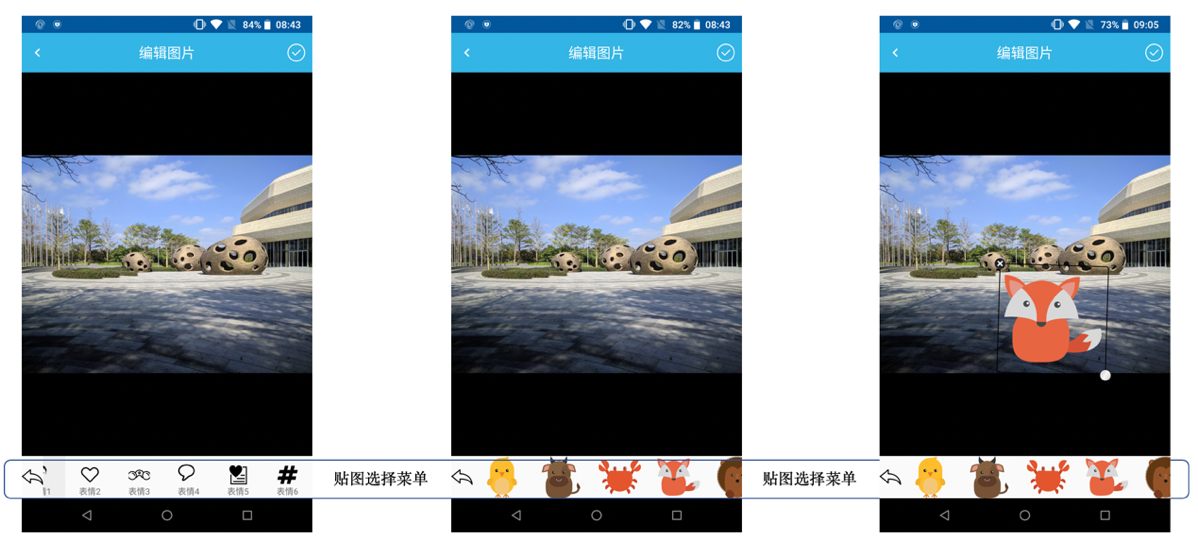 84% 08:43
编辑图片
表情2
表情3
表情4
表情5
表情6
贴图选择菜单
82% 08:43
编辑图片
贴图选择菜单
73% 09:05
编辑图片